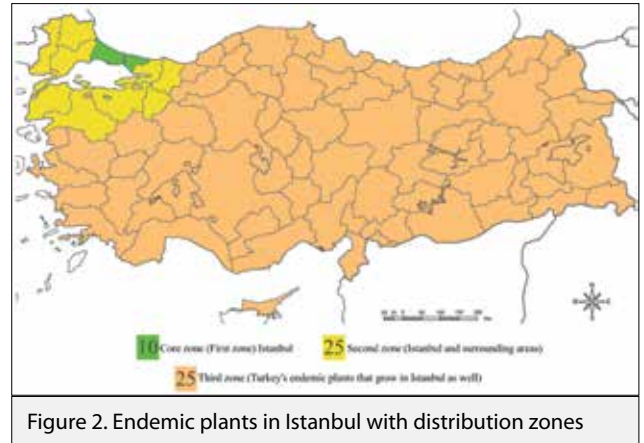 10 Core zone (First zone) Istanbul 25 Second zone (Istanbul and surrounding areas)
25 Third zone (Turkey's endemic plants that grow in Istanbul as well)
Figure 2. Endemic plants in Istanbul with distribution zones